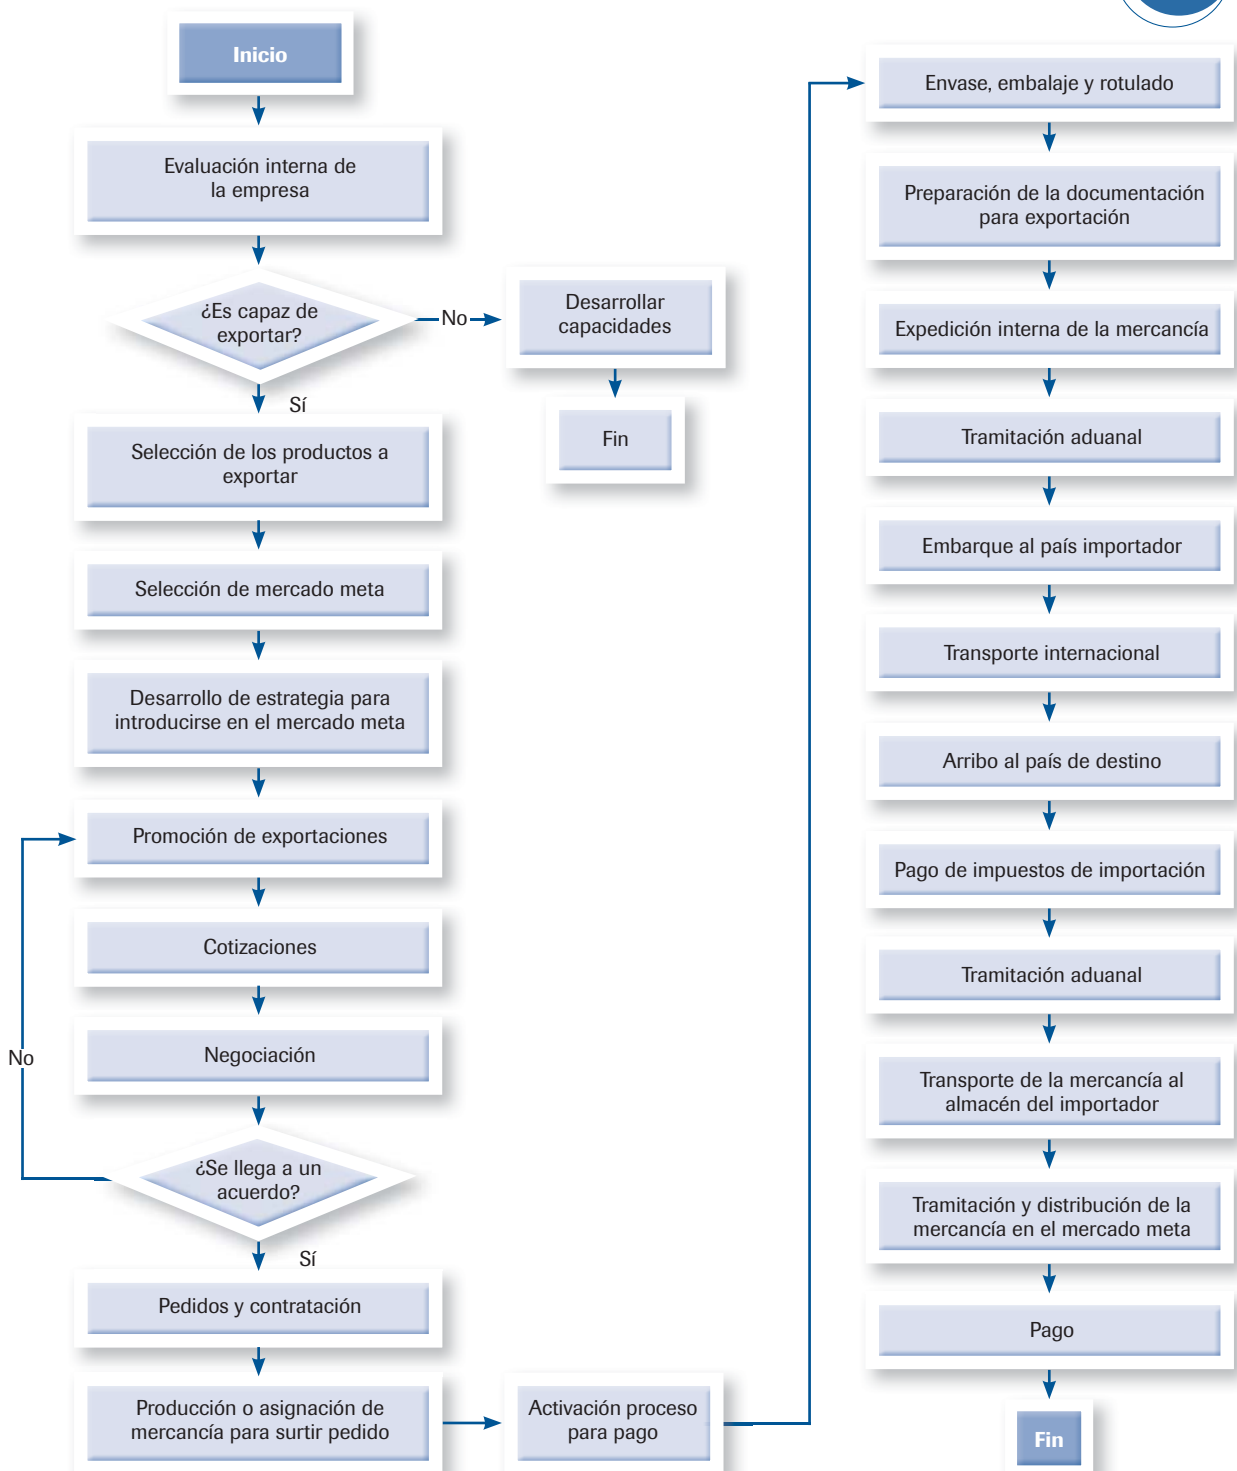 Inicio
Evaluación interna de
la empresa
¿Es capaz de
exportar?
No
Desarrollar
capacidades
Fin
Sí
Selección de los productos a
exportar
Selección de mercado meta
Desarrollo de estrategia para
introducirse en el mercado meta
Promoción de exportaciones
Cotizaciones
Negociación
No
¿Se llega a un
acuerdo?
Sí
Pedidos y contratación
Producción o asignación de
mercancía para surtir pedido
Activación proceso
para pago
Envase, embalaje y rotulado
Preparación de la documentación
para exportación
Expedición interna de la mercancía
Tramitación aduanal
Embarque al país importador
Transporte internacional
Arribo al país de destino
Pago de impuestos de importación
Tramitación aduanal
Transporte de la mercancía al
almacén del importador
Tramitación y distribución de la
mercancía en el mercado meta
Pago
Fin